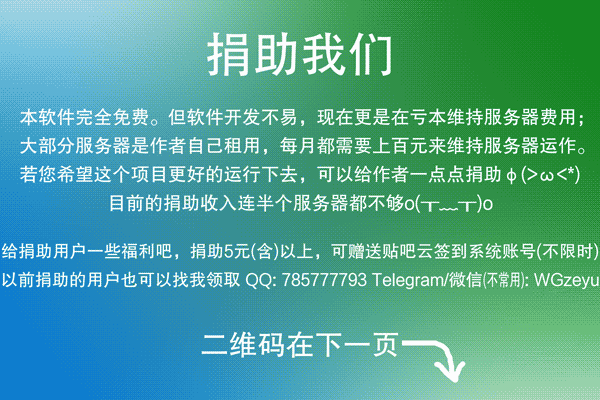 捐助我们
本软件完全免费。但软件开发不易，现在更是在亏本维持服务器费用；
大部分服务器是作者自己租用，每月都需要上百元来维持服务器运作。
若您希望这个项目更好的运行下去，可以给作者一点点捐助φ(>ω<*)
目前的捐助收入连半个服务器都不够o(╥﹏╥)o
给捐助用户一些福利吧，捐助5元(含)以上，可赠送贴吧云签到系统账号(不限时)
以前捐助的用户也可以找我领取 QQ: 785777793 Telegram/微信(不常用): WGzeyu
二维码在下一页